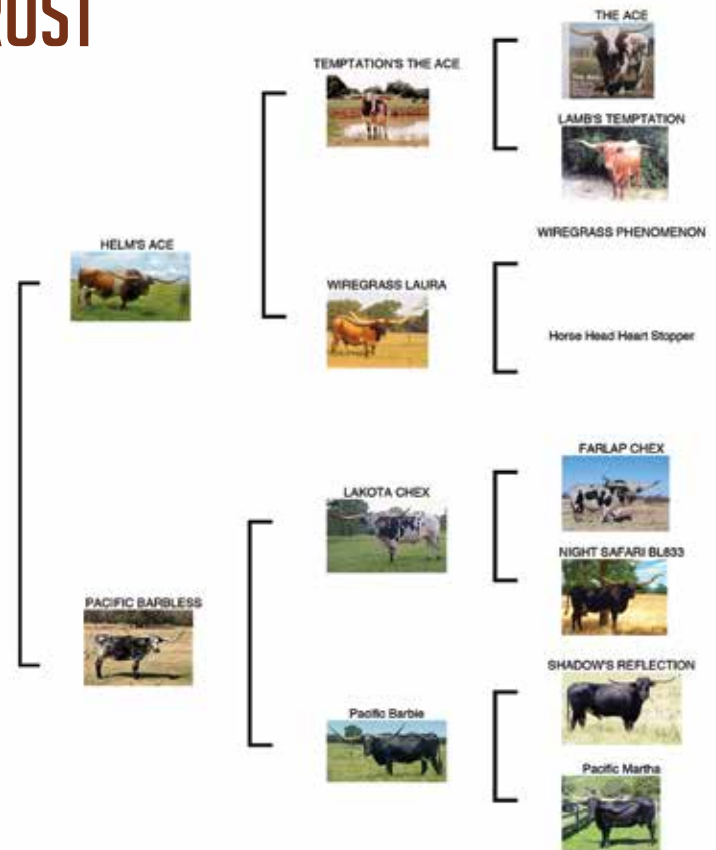 RUST
THE ACE
TEMPTATION'S THE ACE
LAMB'S TEMPTATION
WIREGRASS PHENOMENON
HELM'S ACE
WIREGRASS LAURA
Horse Head Heart Stopper
FARLAP CHEX
LAKOTA CHEX
NIGHT SAFARI BL833
PACIFIC BARBLESS
SHADOW'S REFLECTION
Pacific Barbie
Pacific Martha